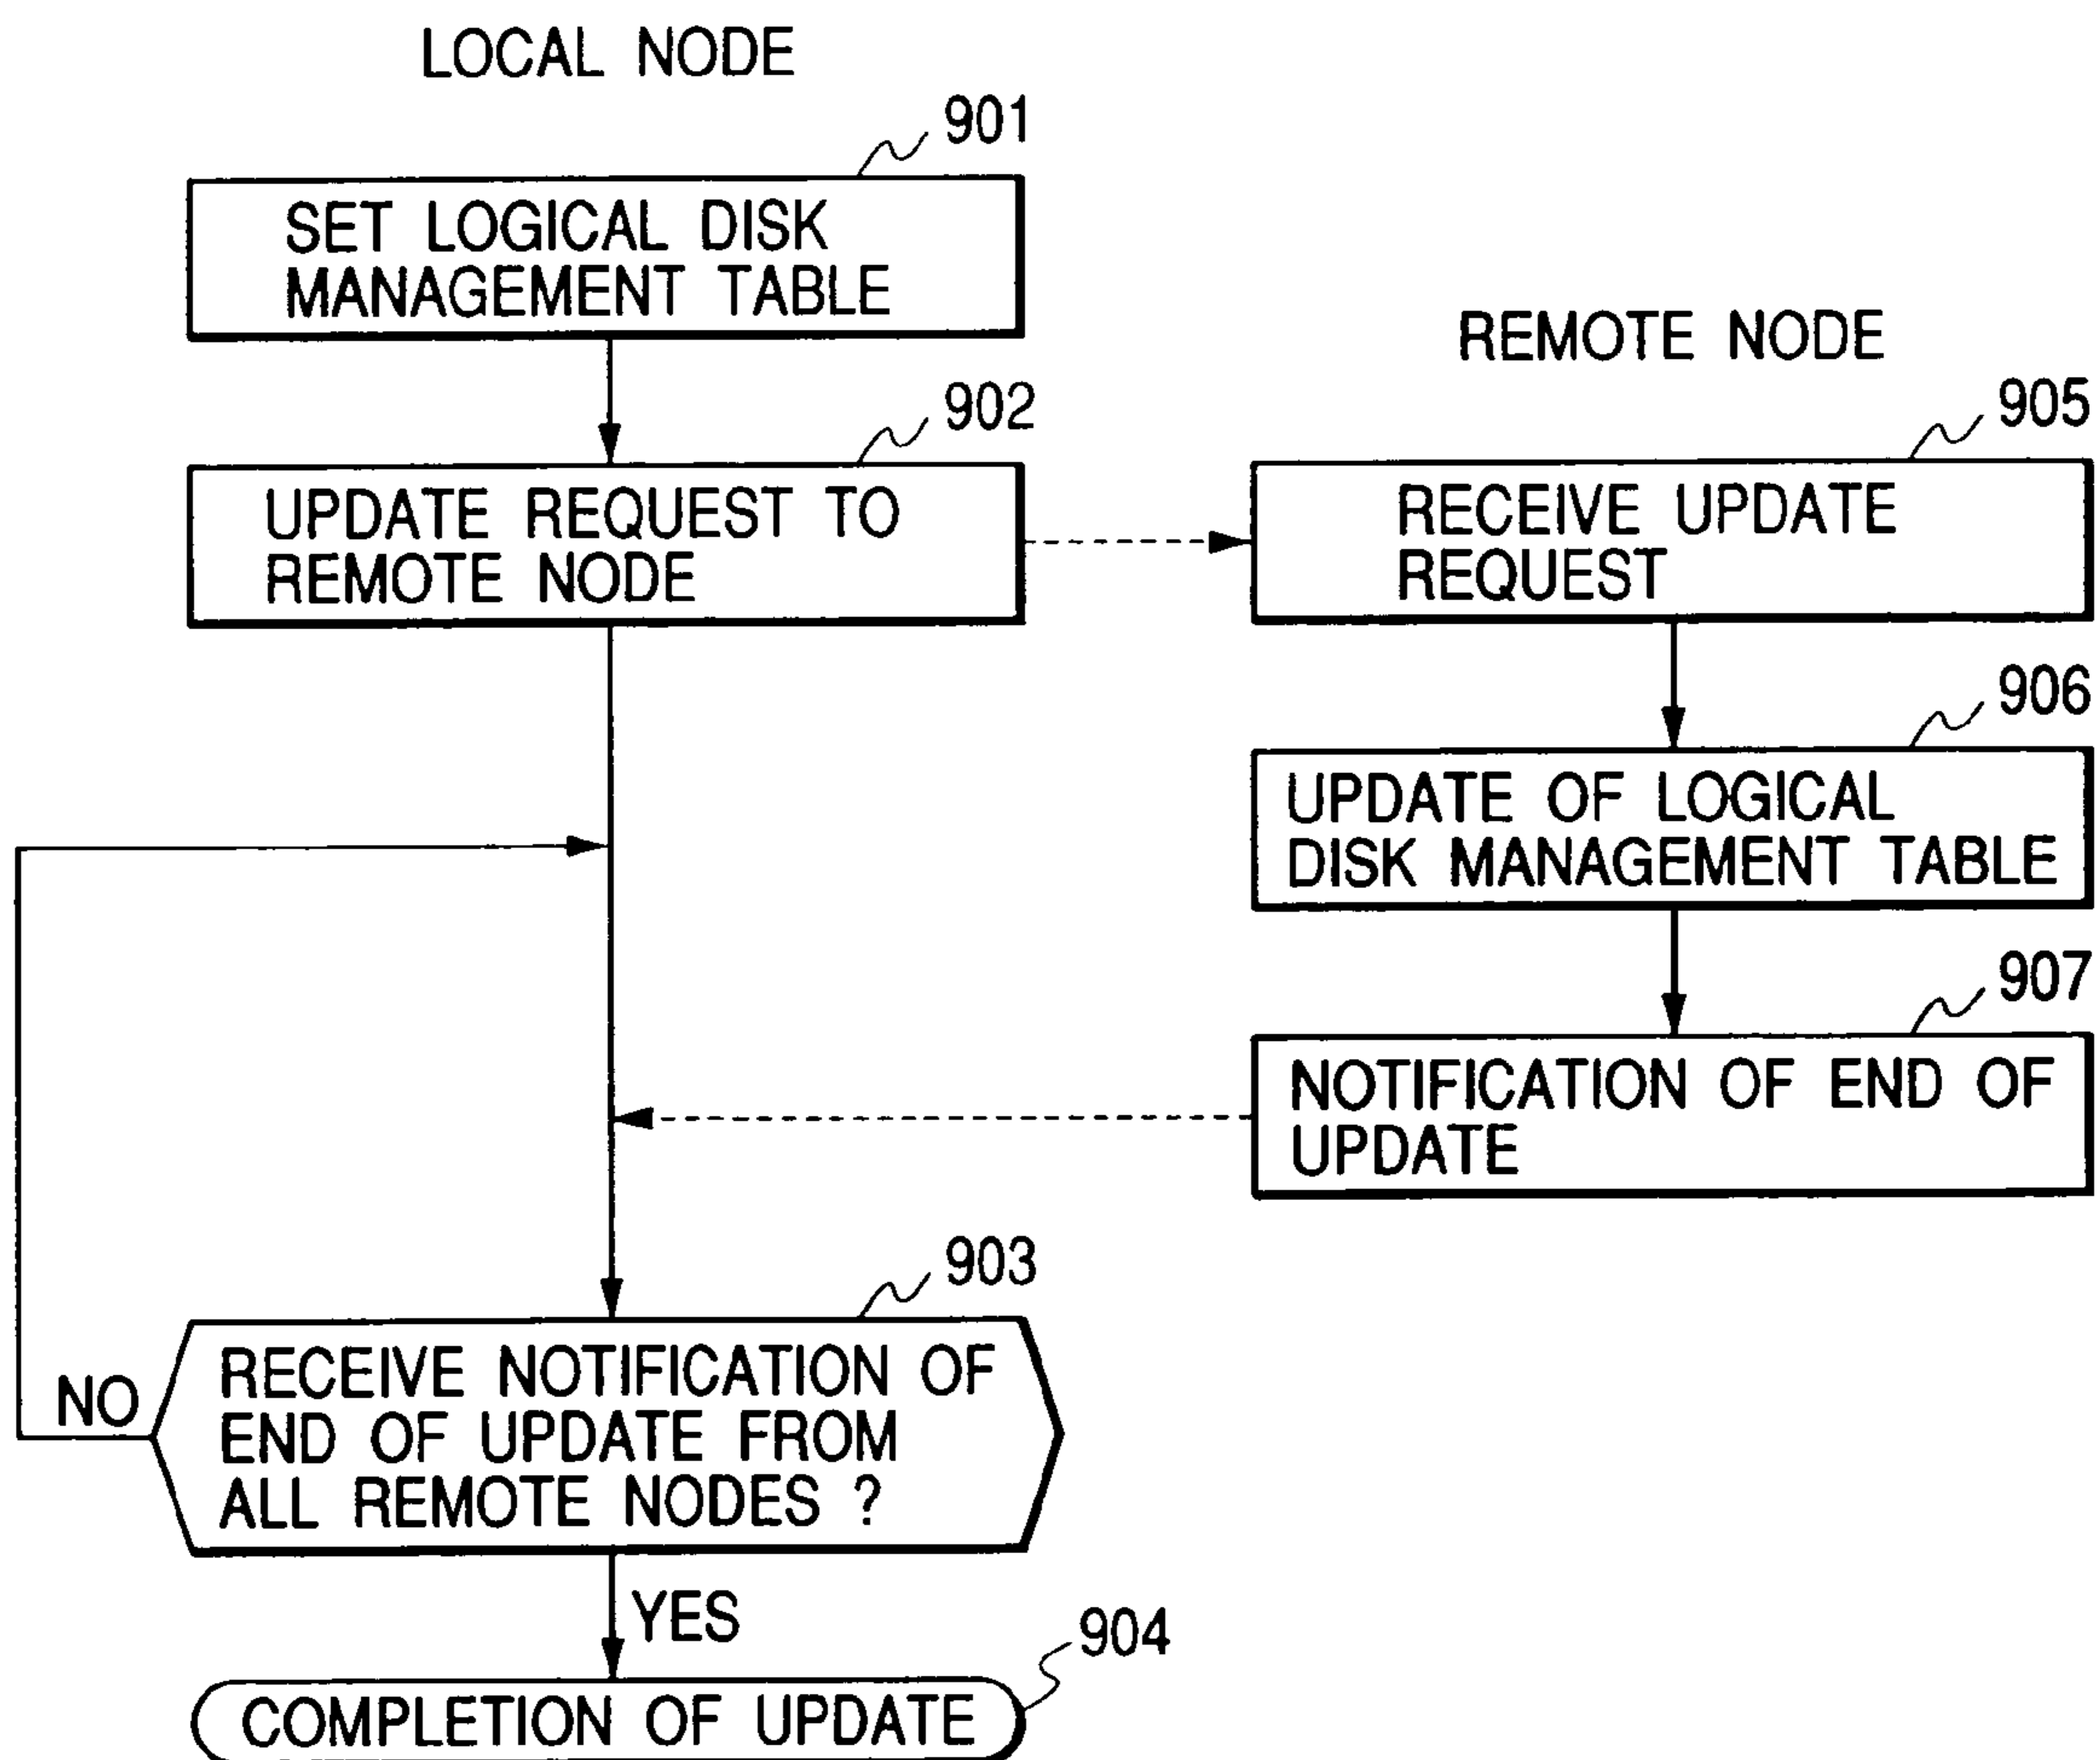 LOCAL NODE
901
SET LOGICAL DISK
MANAGEMENT TABLE
902
UPDATE REQUEST TO
REMOTE NODE
REMOTE NODE
905
RECEIVE UPDATE
REQUEST
906
UPDATE OF LOGICAL
DISK MANAGEMENT TABLE
907
NOTIFICATION OF END OF
UPDATE
903
RECEIVE NOTIFICATION OF
END OF UPDATE FROM
ALL REMOTE NODES ?
NO
YES
904
COMPLETION OF UPDATE